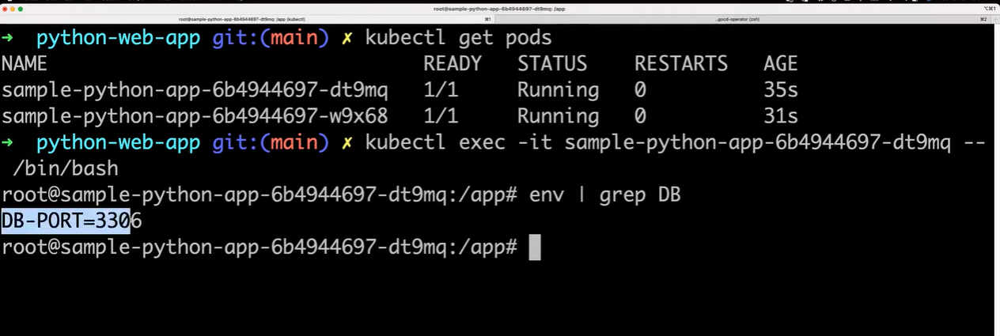 root@sample-python-app-6b4944697-dt9mq: /app
⌥⌘1
root@sample-python-app-6b4944697-dt9mq: /app (kubectl)
⌘1
..gocd-operator (zsh)
⌘2
→ python-web-app git:(main) ✗ kubectl get pods
NAME READY STATUS RESTARTS AGE
sample-python-app-6b4944697-dt9mq 1/1 Running 0 35s
sample-python-app-6b4944697-w9x68 1/1 Running 0 31s
→ python-web-app git:(main) ✗ kubectl exec -it sample-python-app-6b4944697-dt9mq --
/bin/bash
root@sample-python-app-6b4944697-dt9mq:/app# env | grep DB
DB-PORT=3306
root@sample-python-app-6b4944697-dt9mq:/app#